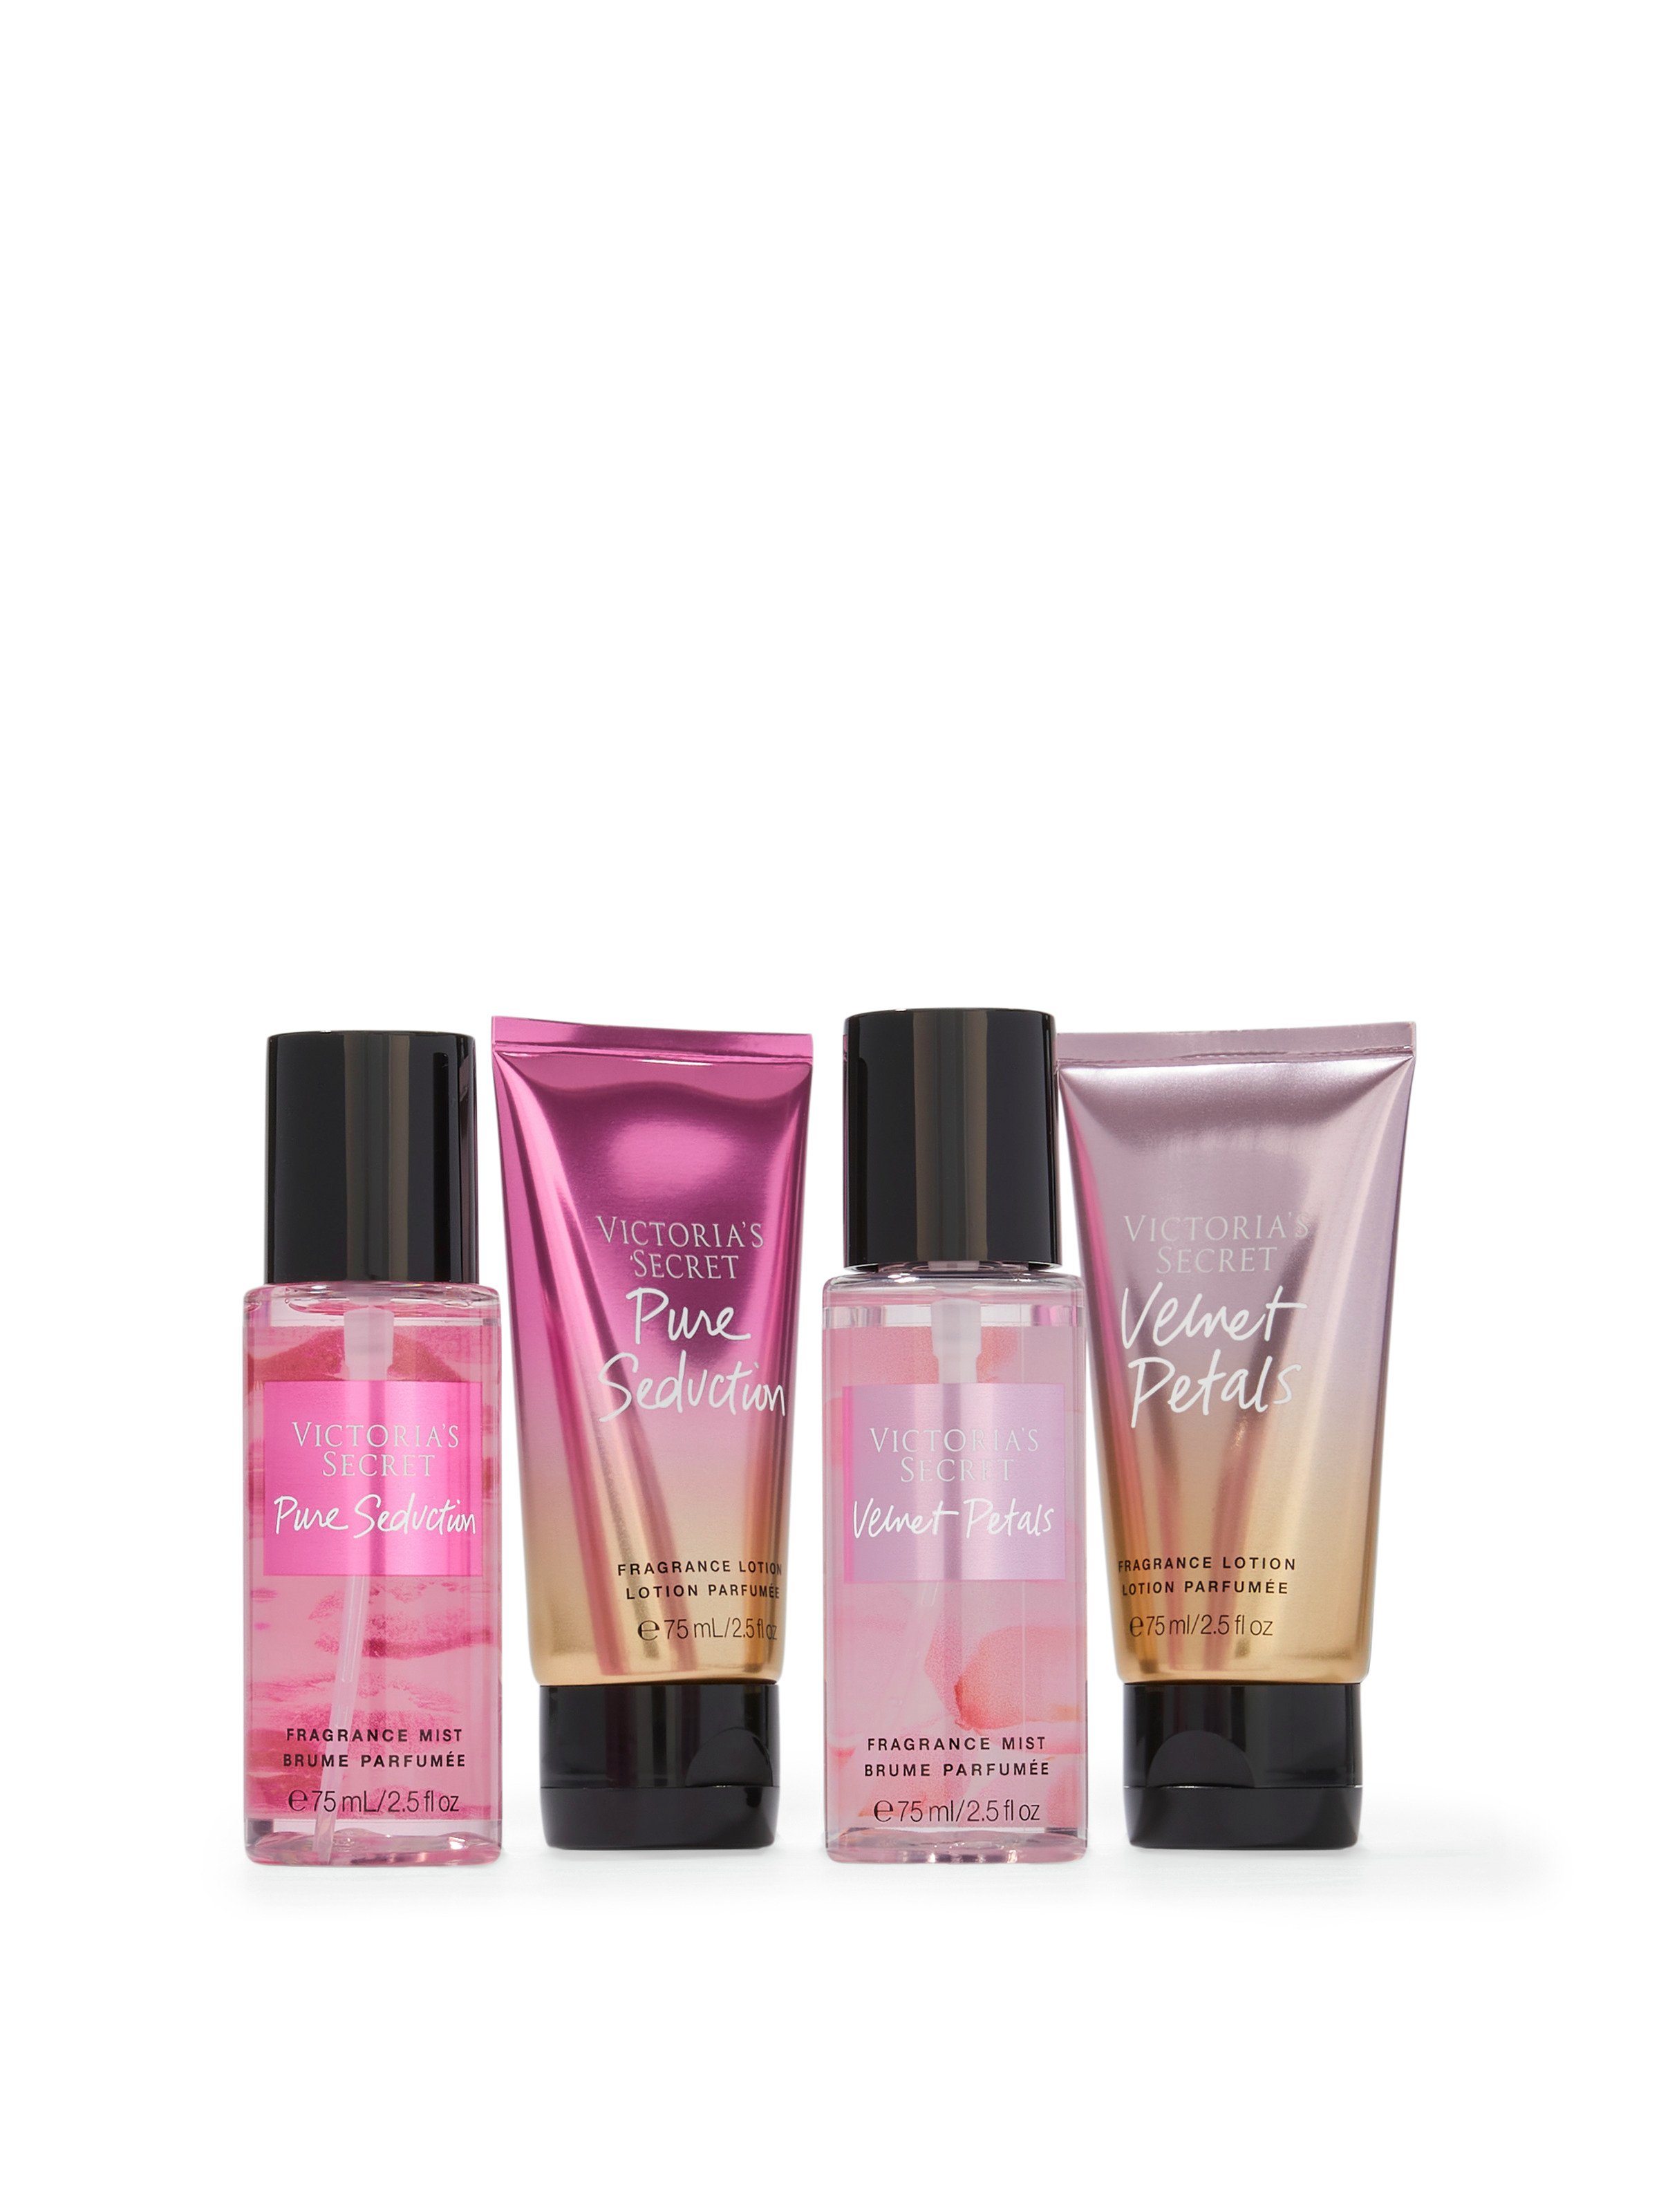 VICTORIA'S
SECRET
Pure Seduction
FRAGRANCE MIST
BRUME PARFUMÉE
℮75 mL/2.5 fl oz
VICTORIA'S
SECRET
Pure
Seduction
FRAGRANCE LOTION
LOTION PARFUMÉE
℮75 mL/2.5 fl oz
VICTORIA'S
SECRET
Velvet Petals
FRAGRANCE MIST
BRUME PARFUMÉE
℮75 ml/2.5 fl oz
VICTORIA'S
SECRET
Velvet
Petals
FRAGRANCE LOTION
LOTION PARFUMÉE
℮75 ml/2.5 fl oz